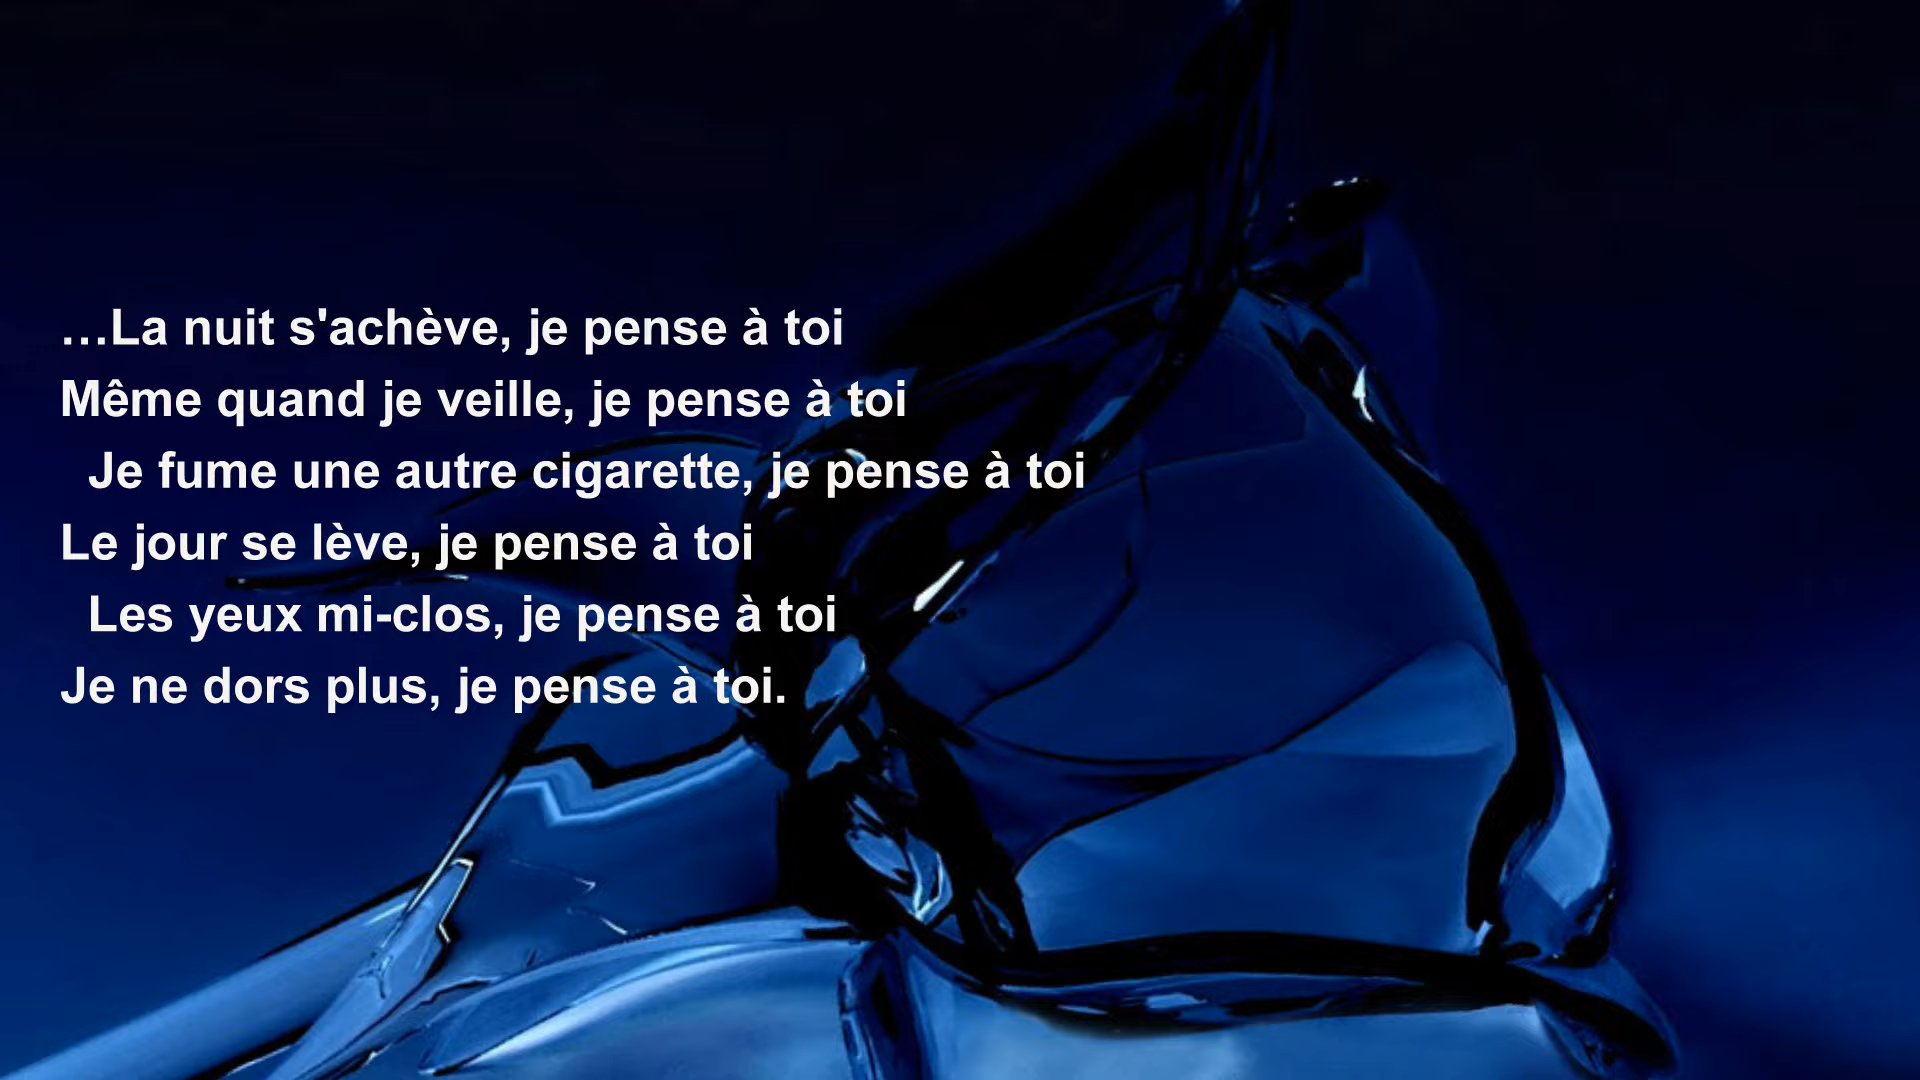 …La nuit s'achève, je pense à toi
Même quand je veille, je pense à toi
Je fume une autre cigarette, je pense à toi
Le jour se lève, je pense à toi
Les yeux mi-clos, je pense à toi
Je ne dors plus, je pense à toi.